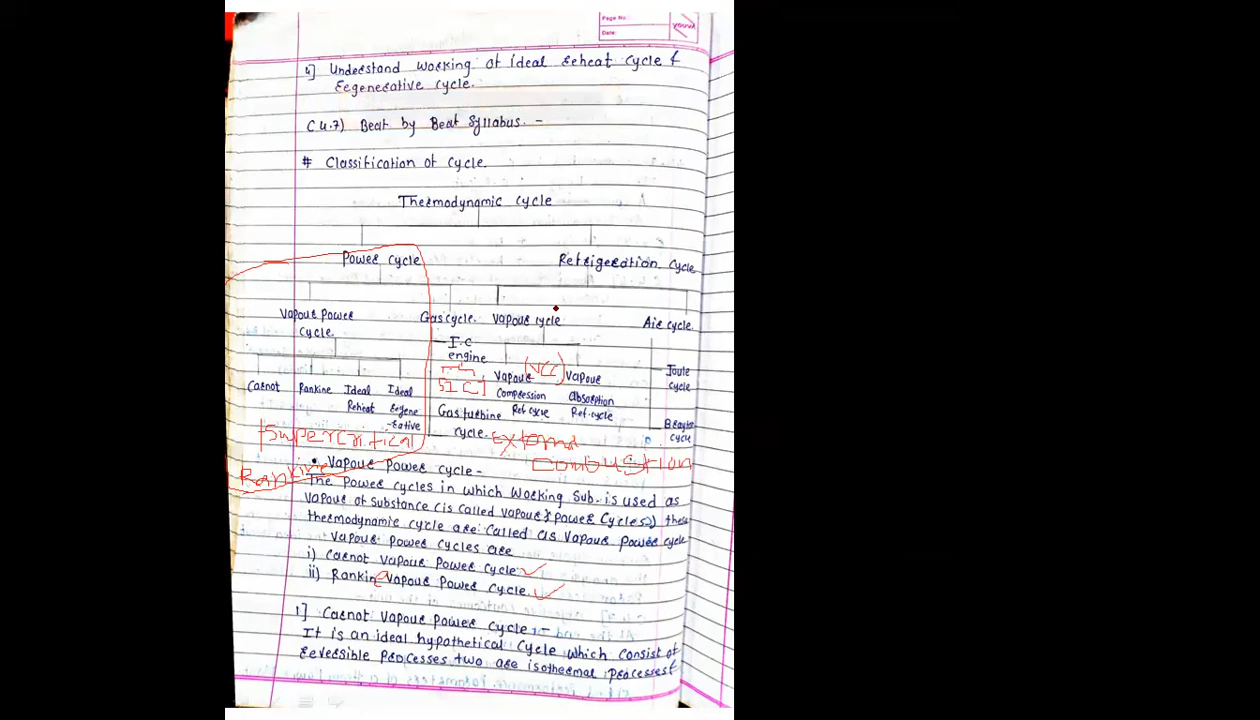 Page No.
Date:
Youva
4] Understand working of ideal reheat cycle &
regenerative cycle.
C4.7) Beat by Beat Syllabus. -
# Classification of cycle.
Thermodynamic cycle
Power cycle
Refrigeration cycle
Vapour power
cycle.
Gas cycle.
Vapour cycle
Air cycle.
I.C
engine
SI CI
(VCC)
Carnot
Rankine
Ideal
Reheat
Ideal
Regene
-rative
Vapour
Compression
Ref cycle
Vapour
absorption
Ref. cycle
Joule
cycle
Gas turbine
cycle.
Brayton
cycle
+Supercritical
Rankine
External
Combustion
• Vapour Power cycle -
The Power cycles in which Working Sub. is used as
vapour of substance (is called vapour power cycles) these
thermodynamic cycle are called as vapour power cycle
Vapour power cycles are
i) Carnot vapour power cycle
ii) Rankine vapour power cycle.
1] Carnot vapour power cycle :-
It is an ideal hypothetical cycle which consist of
reversible processes two are isothermal processes &